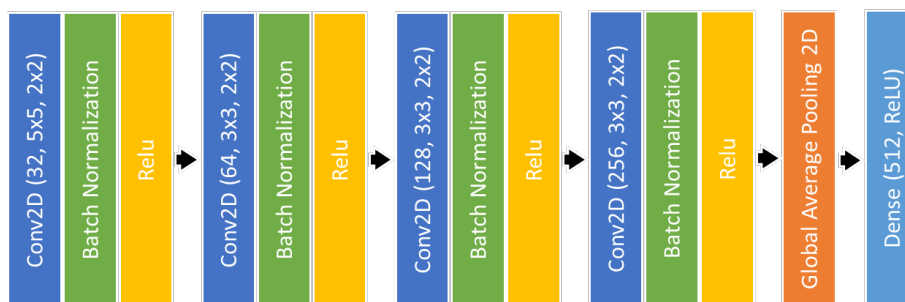 Conv2D (32, 5x5, 2x2)
Batch Normalization
Relu
Conv2D (64, 3x3, 2x2)
Batch Normalization
Relu
Conv2D (128, 3x3, 2x2)
Batch Normalization
Relu
Conv2D (256, 3x3, 2x2)
Batch Normalization
Relu
Global Average Pooling 2D
Dense (512, ReLU)